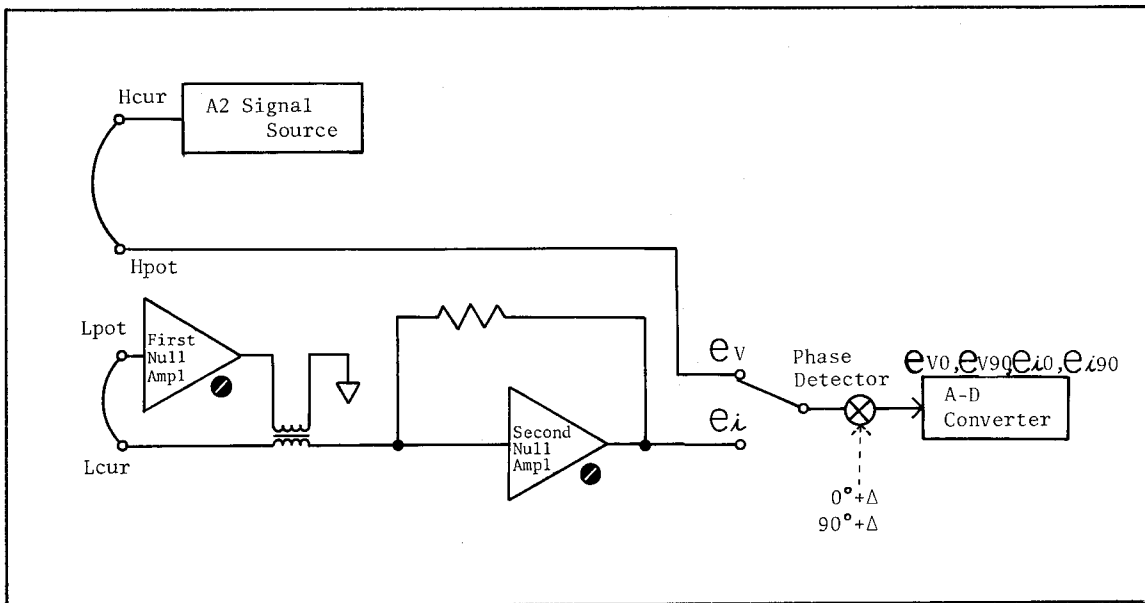 Hcur
A2 Signal
Source
Hpot
Lpot
First
Null
Ampl
Lcur
Second
Null
Ampl
eV
ei
Phase
Detector
0°+Δ
90°+Δ
eV0, eV90, ei0, ei90
A-D
Converter